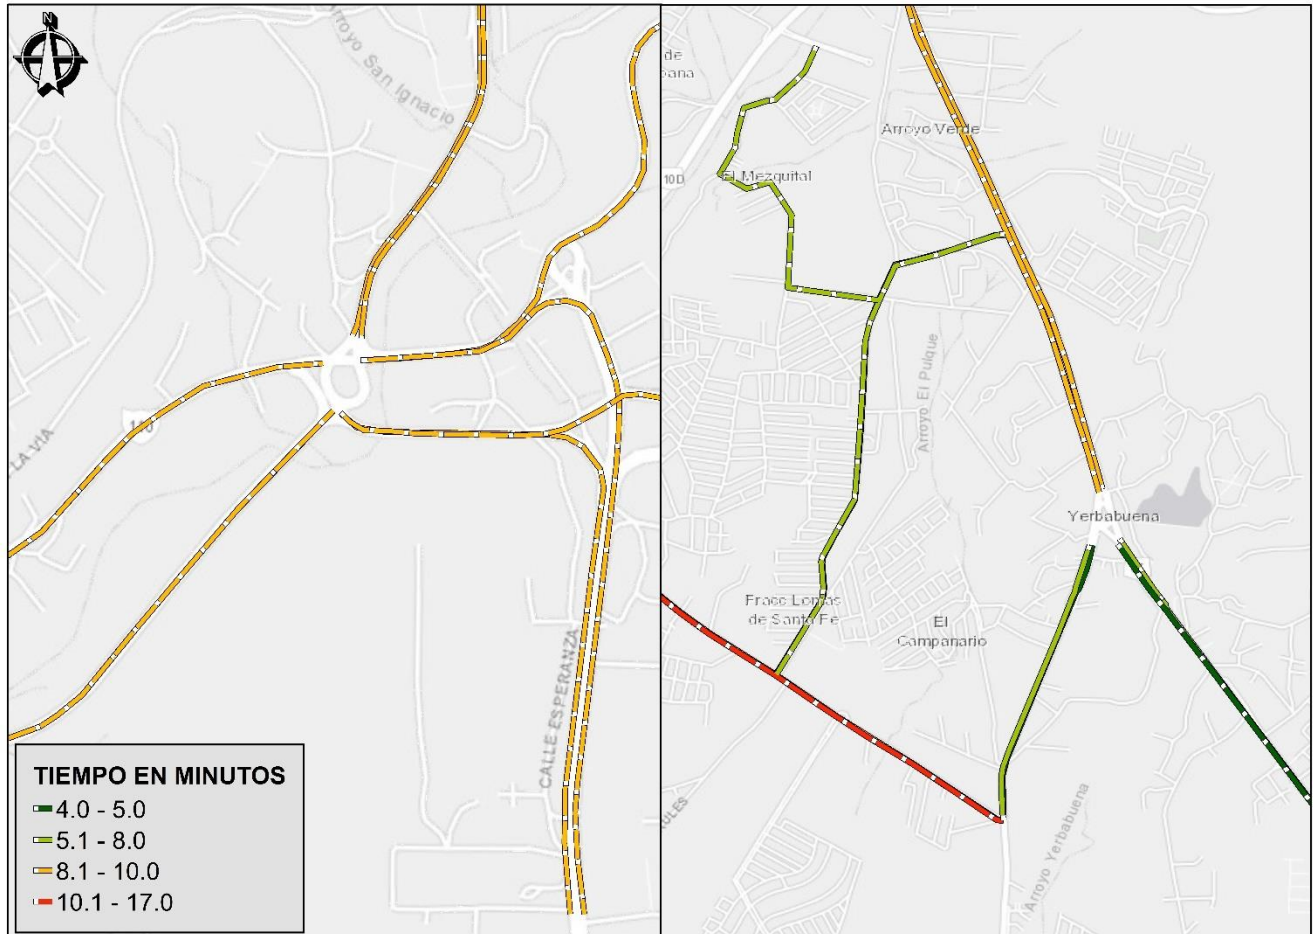 N
Arroyo San Ignacio
LA VIA
CALLE ESPERANZA
TIEMPO EN MINUTOS
4.0 - 5.0
5.1 - 8.0
8.1 - 10.0
10.1 - 17.0
de
Arroyo Verde
10D
El Mezquital
Arroyo El Pulque
Yerbabuena
Fracc Lomas
de Santa Fe
El
Campanario
Arroyo Yerbabuena